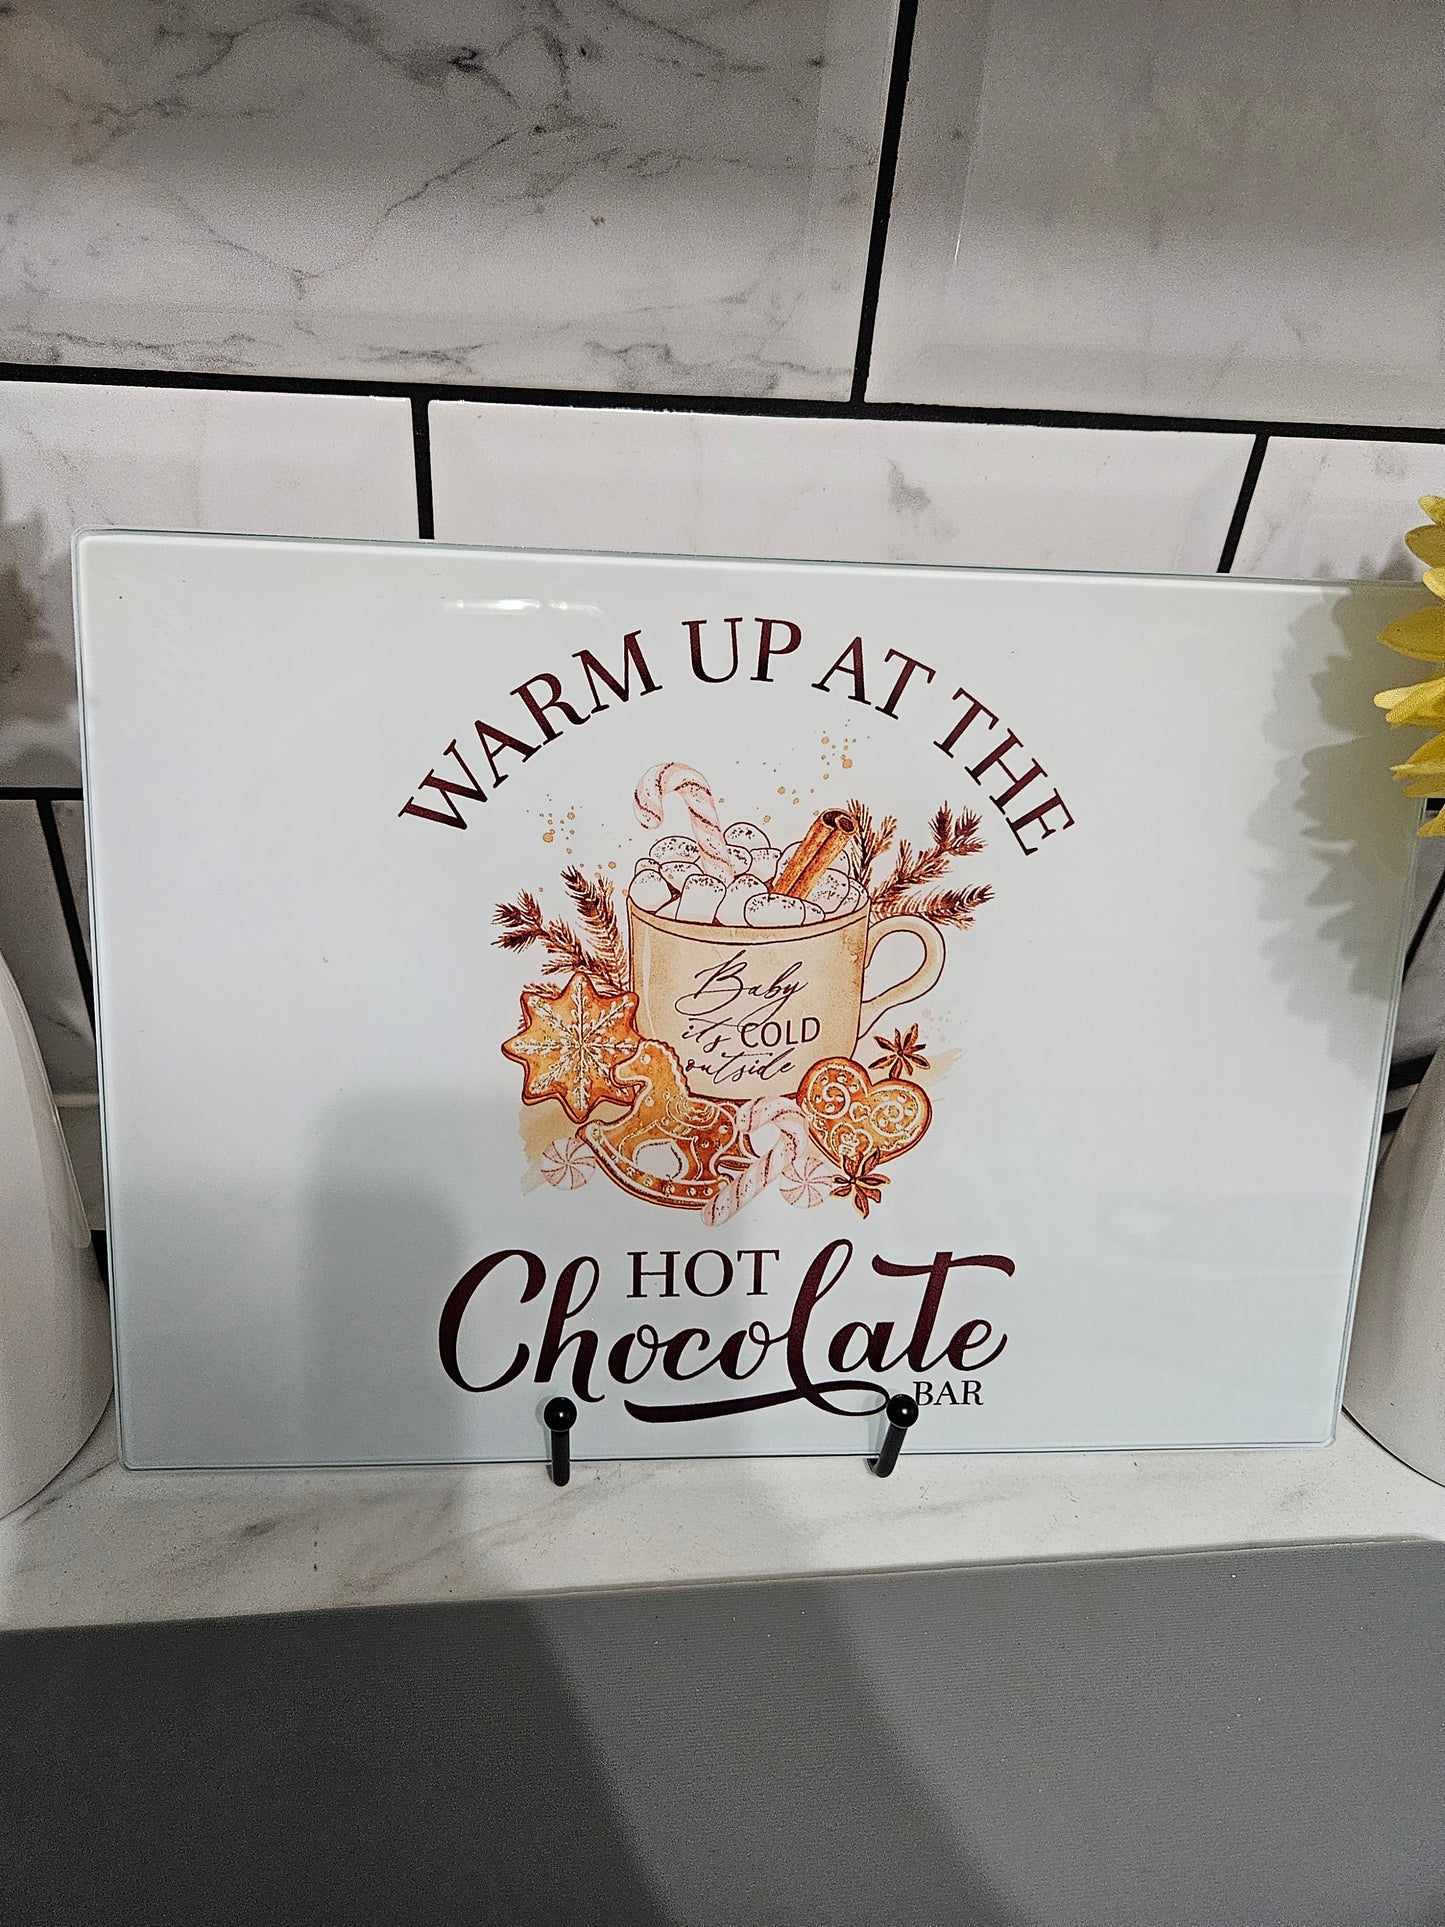 WARM UP AT THE
Baby
it's COLD
outside
HOT
Chocolate
BAR